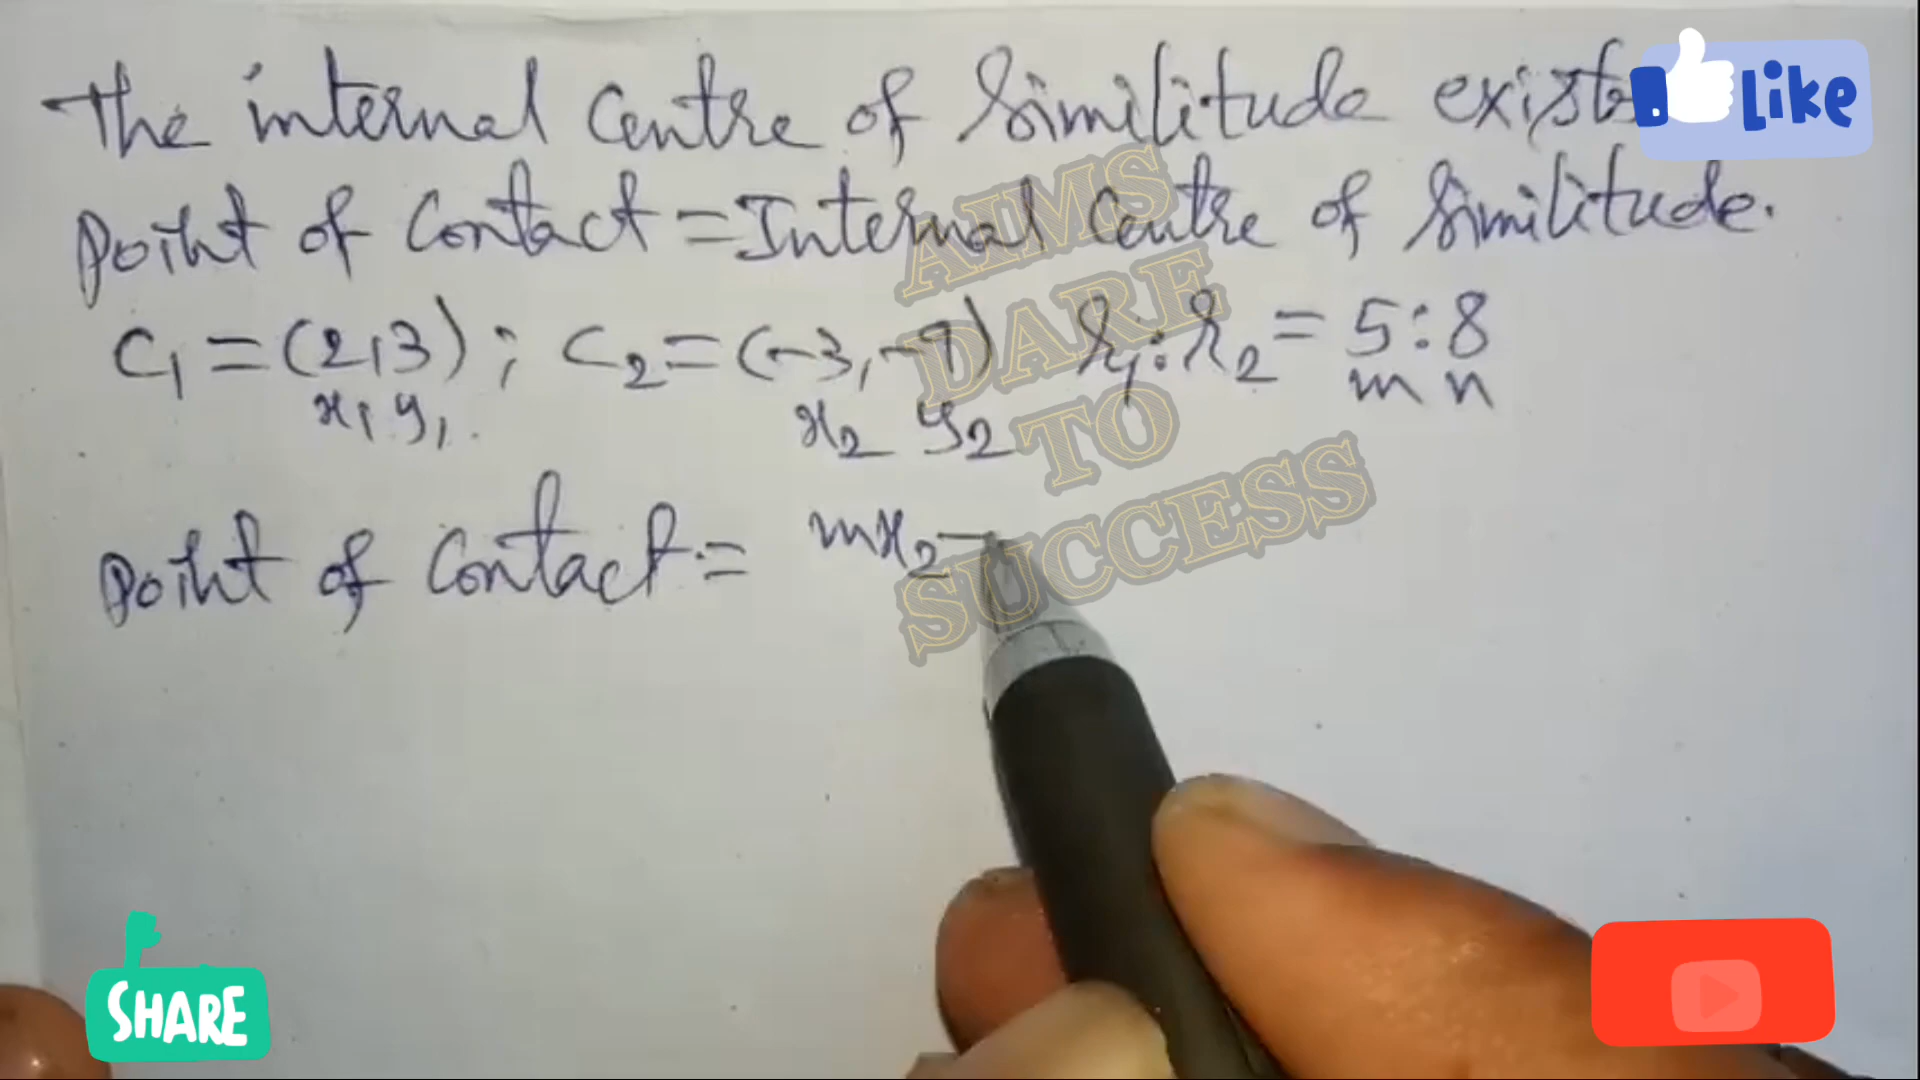 The internal Centre of Similitude exists
Like
Point of Contact = Internal Centre of Similitude.
C1 = (2,3) ; C2 = (-3,-9) r1:r2 = 5:8
x1 y1 x2 y2 m n
Point of Contact = mx2
AIMS
DARE
TO
SUCCESS
SHARE